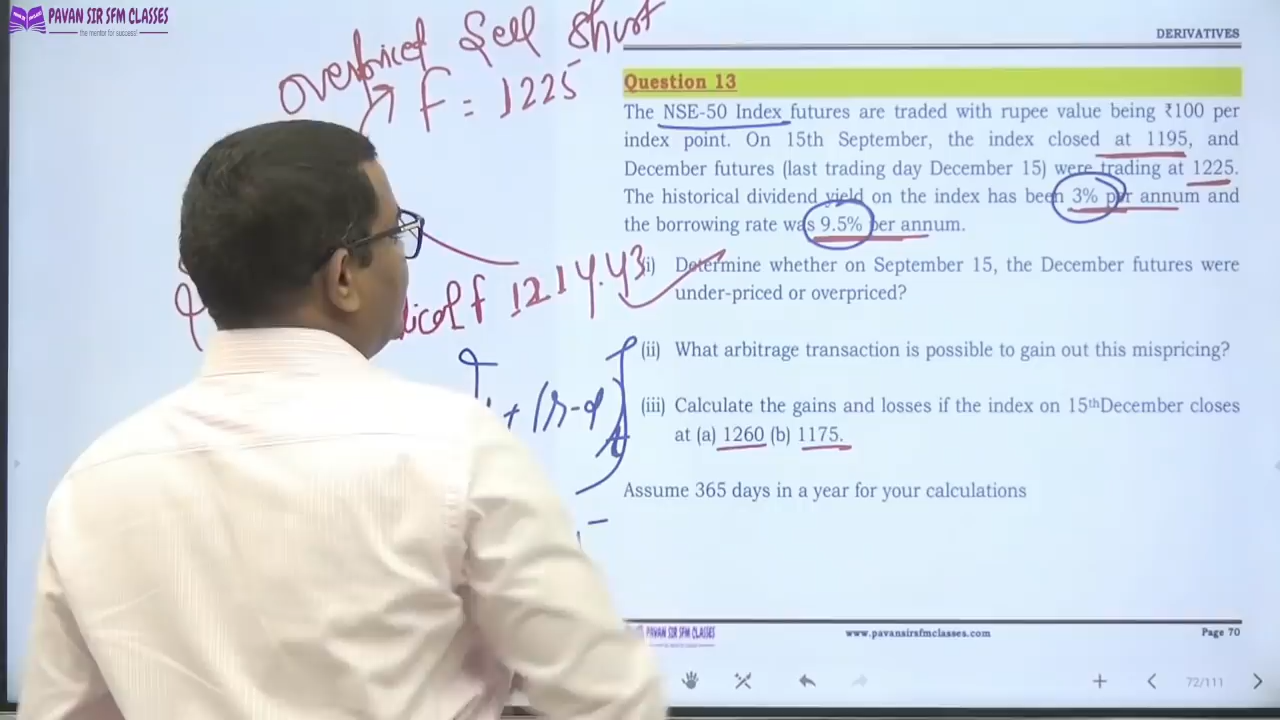 PAVAN SIR SFM CLASSES
the mentor for success!
DERIVATIVES
overpriced Sell Short
F = 1225
Question 13
The NSE-50 Index futures are traded with rupee value being ₹100 per
index point. On 15th September, the index closed at 1195, and
December futures (last trading day December 15) were trading at 1225.
The historical dividend yield on the index has been 3% per annum and
the borrowing rate was 9.5% per annum.
(i) Determine whether on September 15, the December futures were
under-priced or overpriced?
F 1214.43
(ii) What arbitrage transaction is possible to gain out this mispricing?
+ (r-d)
(iii) Calculate the gains and losses if the index on 15thDecember closes
at (a) 1260 (b) 1175.
Assume 365 days in a year for your calculations
PAVAN SIR SFM CLASSES
www.pavansirsfmclasses.com
Page 70
72/111